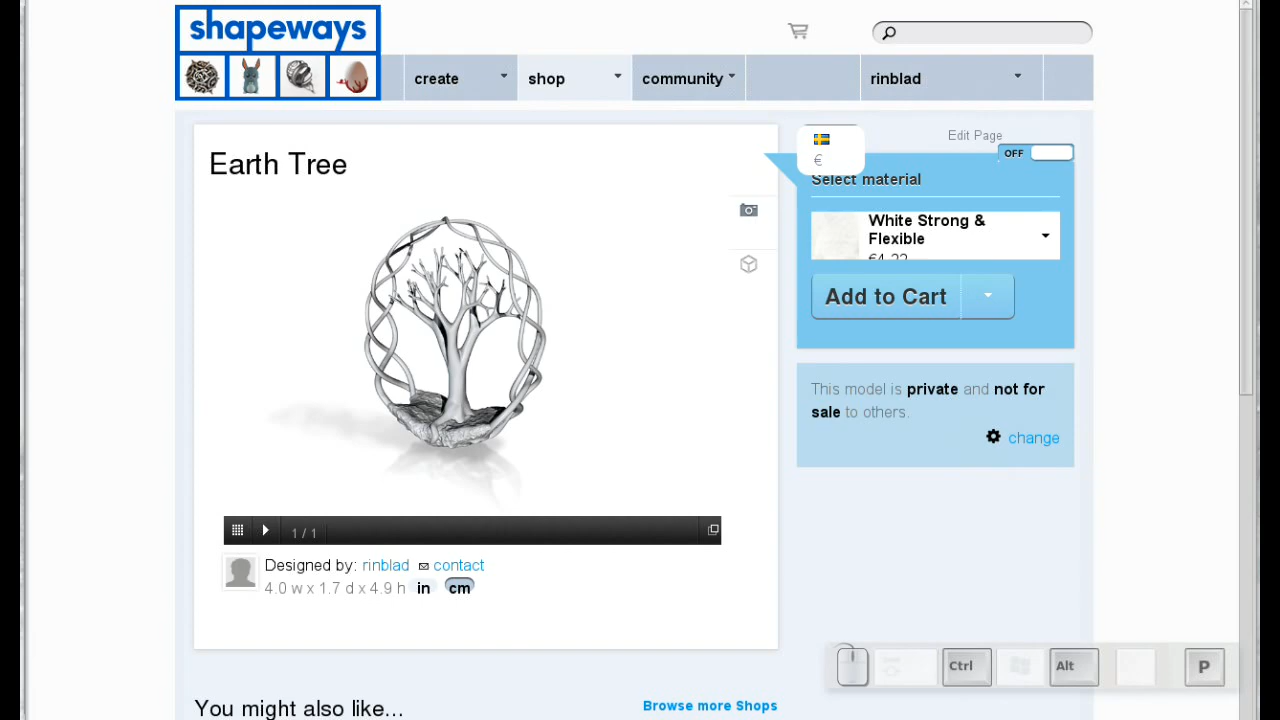 shapeways
create
shop
community
rinblad
Earth Tree
€
Edit Page
OFF
Select material
White Strong &
Flexible
€4.22
Add to Cart
This model is private and not for
sale to others.
change
1 / 1
Designed by: rinblad contact
4.0 w x 1.7 d x 4.9 h in cm
Ctrl
Alt
P
You might also like...
Browse more Shops